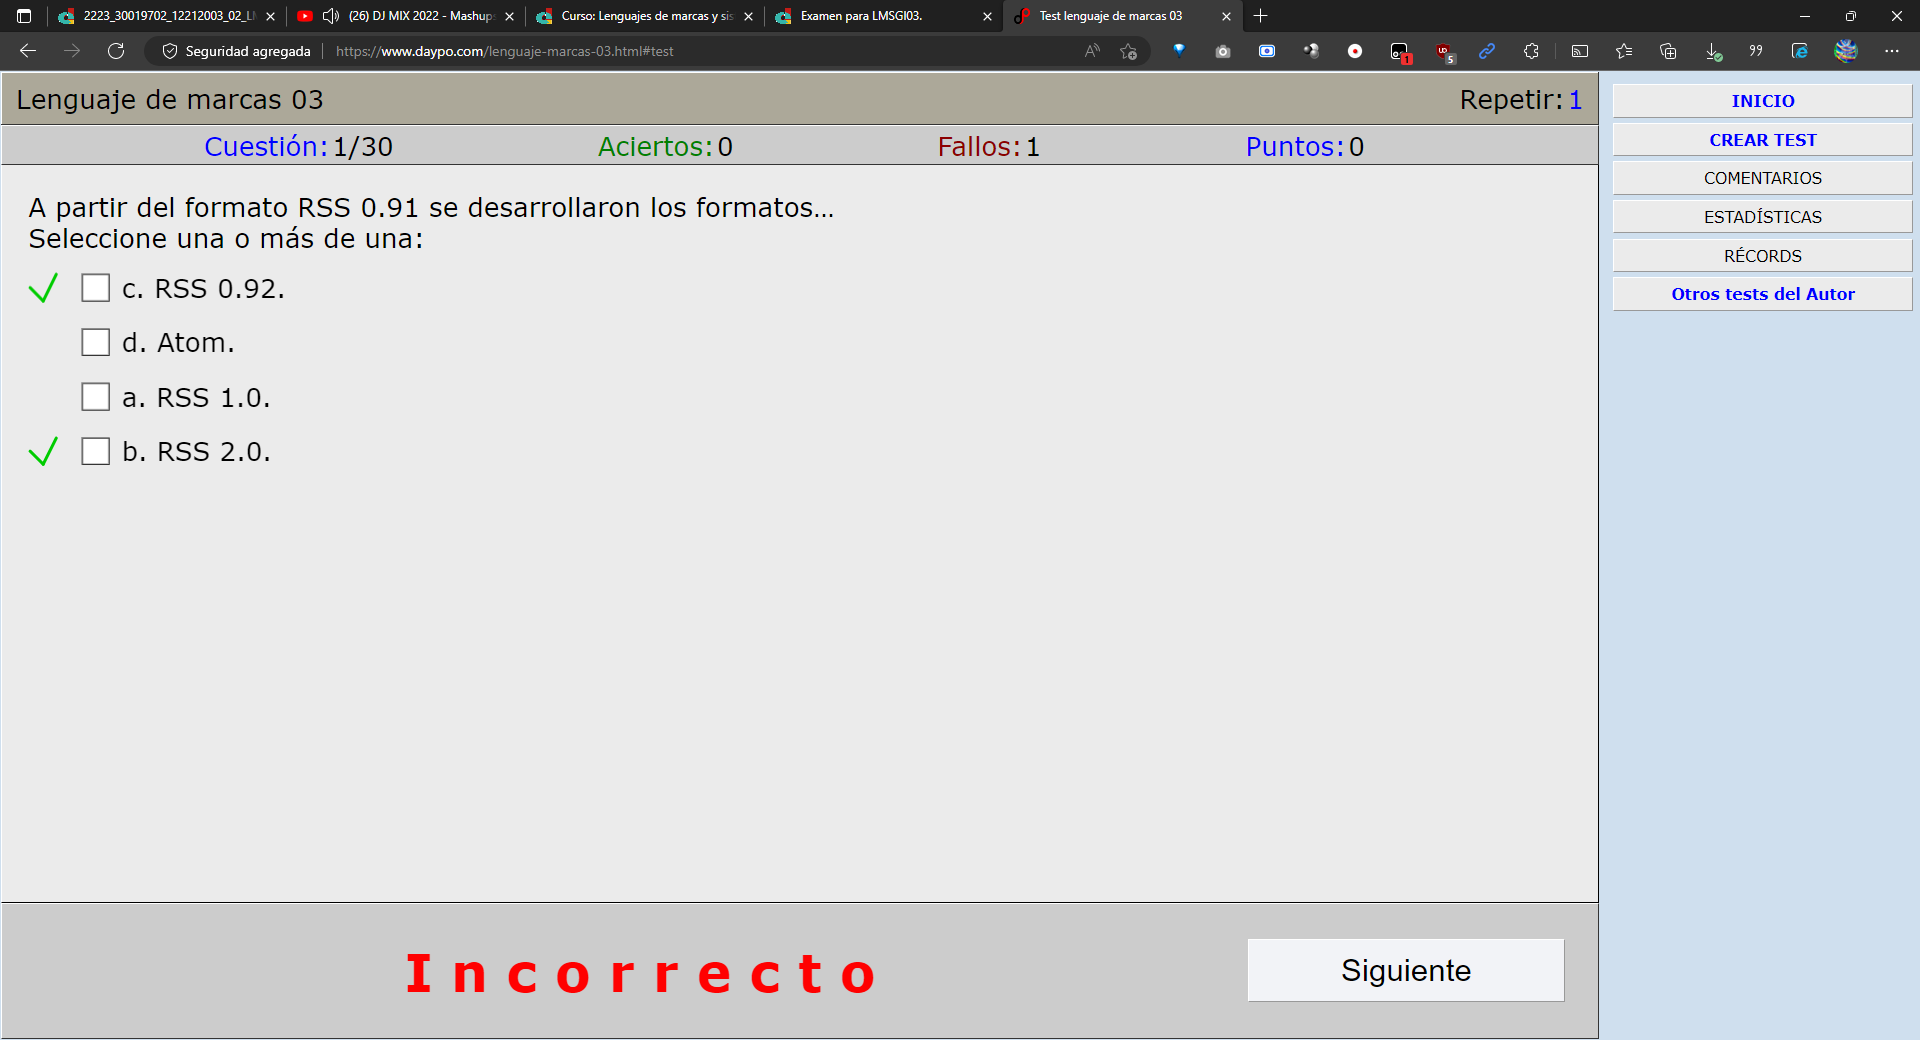 2223_30019702_12212003_02_LM
(26) DJ MIX 2022 - Mashups
Curso: Lenguajes de marcas y sis
Examen para LMSGI03.
Test lenguaje de marcas 03
Seguridad agregada
https://www.daypo.com/lenguaje-marcas-03.html#test
1
5
Lenguaje de marcas 03
Repetir: 1
Cuestión: 1/30
Aciertos: 0
Fallos: 1
Puntos: 0
A partir del formato RSS 0.91 se desarrollaron los formatos...
Seleccione una o más de una:
c. RSS 0.92.
d. Atom.
a. RSS 1.0.
b. RSS 2.0.
Incorrecto
Siguiente
INICIO
CREAR TEST
COMENTARIOS
ESTADÍSTICAS
RÉCORDS
Otros tests del Autor